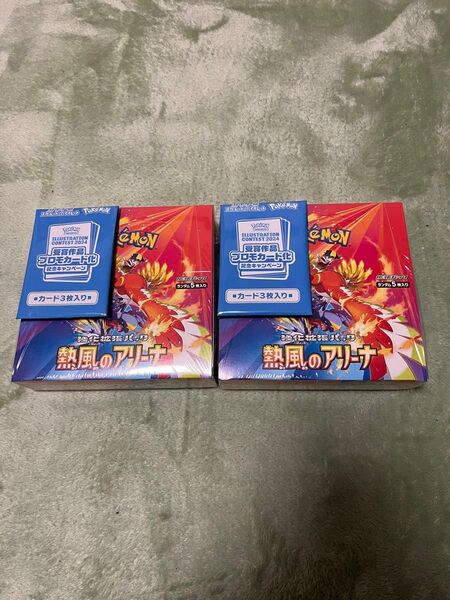 Pokémon
ILLUSTRATION
CONTEST 2024
受賞作品
プロモカード化
記念キャンペーン
カード3枚入り
POKéMON
ランダム5枚入り
強化拡張パック
熱風のアリーナ
Pokémon
ILLUSTRATION
CONTEST 2024
受賞作品
プロモカード化
記念キャンペーン
カード3枚入り
POKéMON
ランダム5枚入り
強化拡張パック
熱風のアリーナ